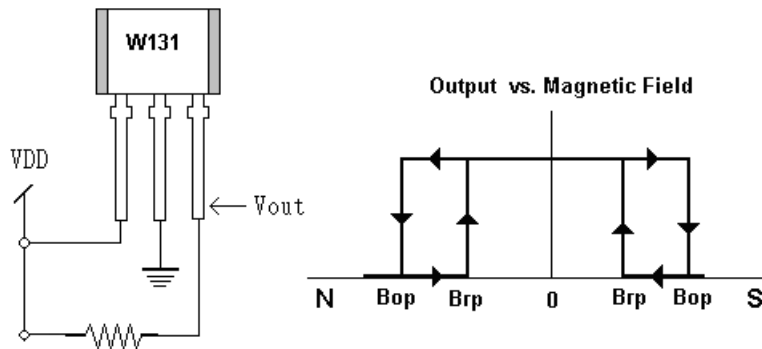 W131
VDD
Vout
Output vs. Magnetic Field
N Bop Brp 0 Brp Bop S